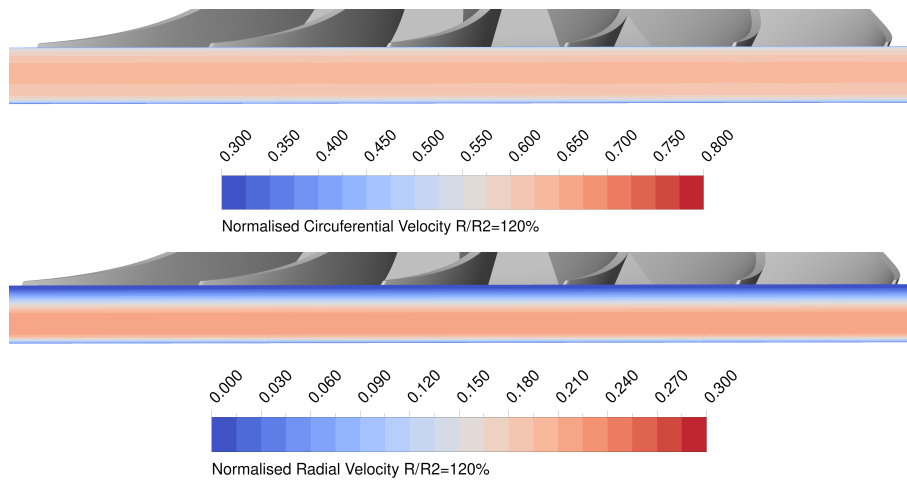 0.300 0.350 0.400 0.450 0.500 0.550 0.600 0.650 0.700 0.750 0.800
Normalised Circuferential Velocity R/R2=120%
0.000 0.030 0.060 0.090 0.120 0.150 0.180 0.210 0.240 0.270 0.300
Normalised Radial Velocity R/R2=120%